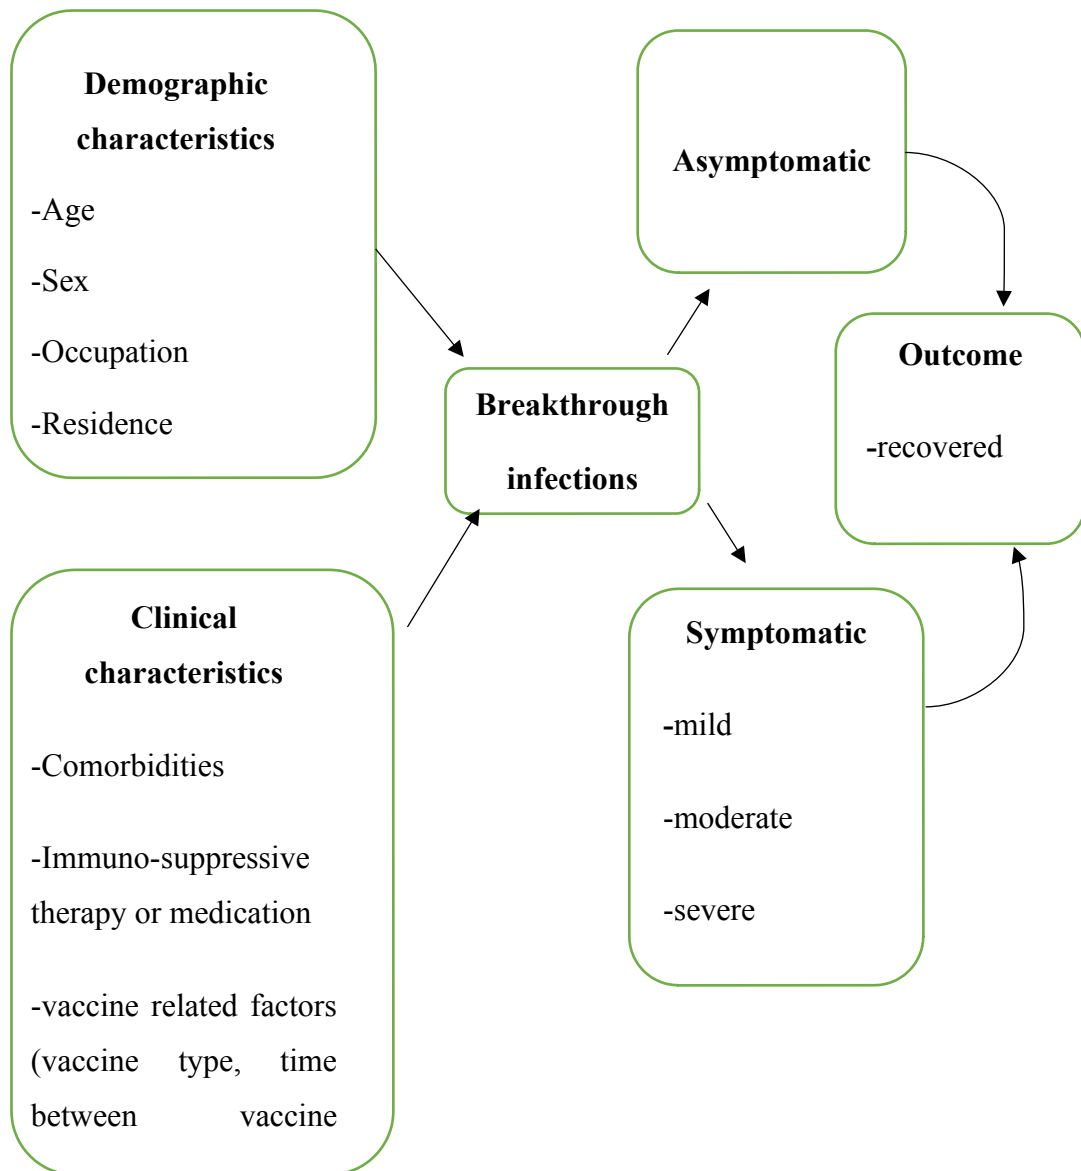 Demographic
characteristics
-Age
-Sex
-Occupation
-Residence
Clinical
characteristics
-Comorbidities
-Immuno-suppressive
therapy or medication
-vaccine related factors
(vaccine type, time
between vaccine
Breakthrough
infections
Asymptomatic
Symptomatic
-mild
-moderate
-severe
Outcome
-recovered